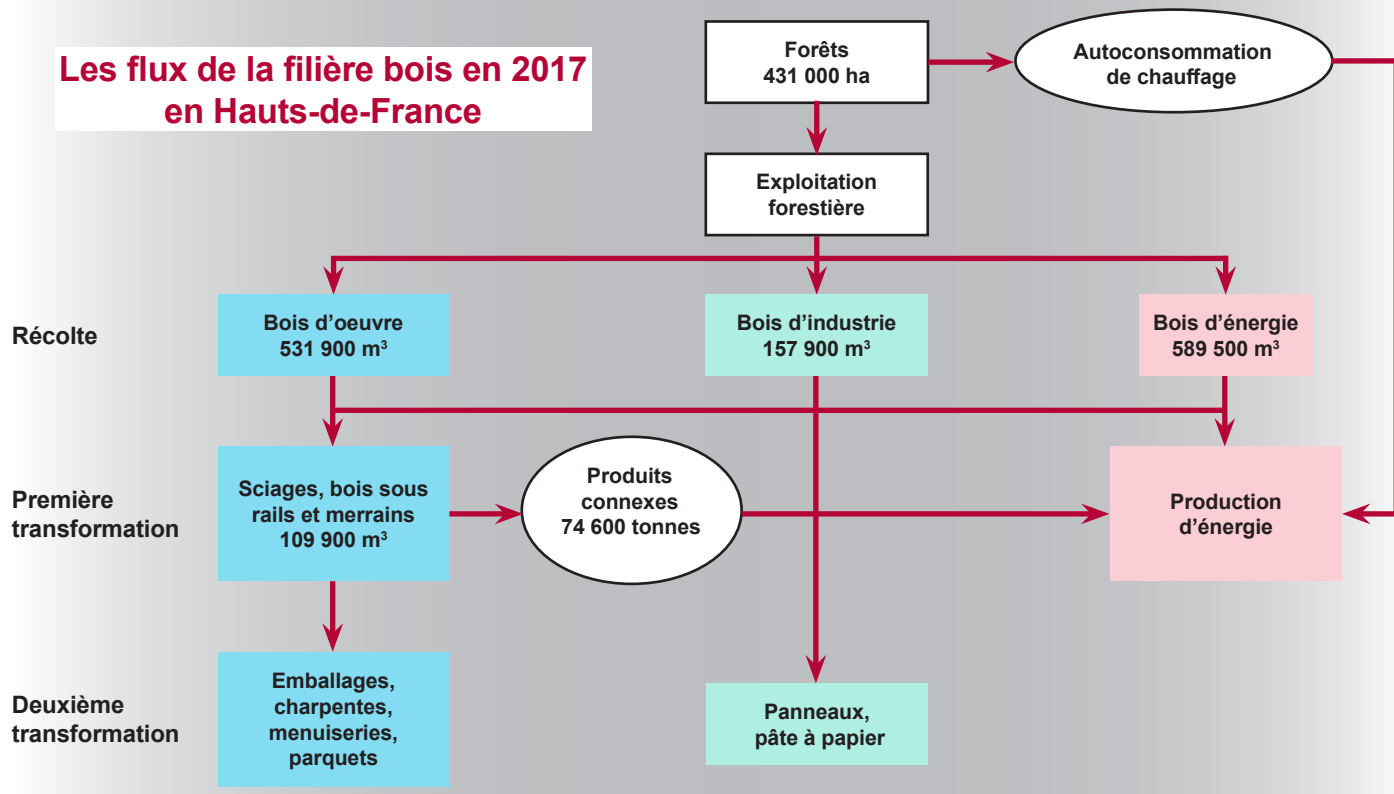 Les flux de la filière bois en 2017
en Hauts-de-France
Forêts
431 000 ha
Autoconsommation
de chauffage
Exploitation
forestière
Récolte
Bois d'oeuvre
531 900 m³
Bois d'industrie
157 900 m³
Bois d'énergie
589 500 m³
Première
transformation
Sciages, bois sous
rails et merrains
109 900 m³
Produits
connexes
74 600 tonnes
Production
d'énergie
Deuxième
transformation
Emballages,
charpentes,
menuiseries,
parquets
Panneaux,
pâte à papier